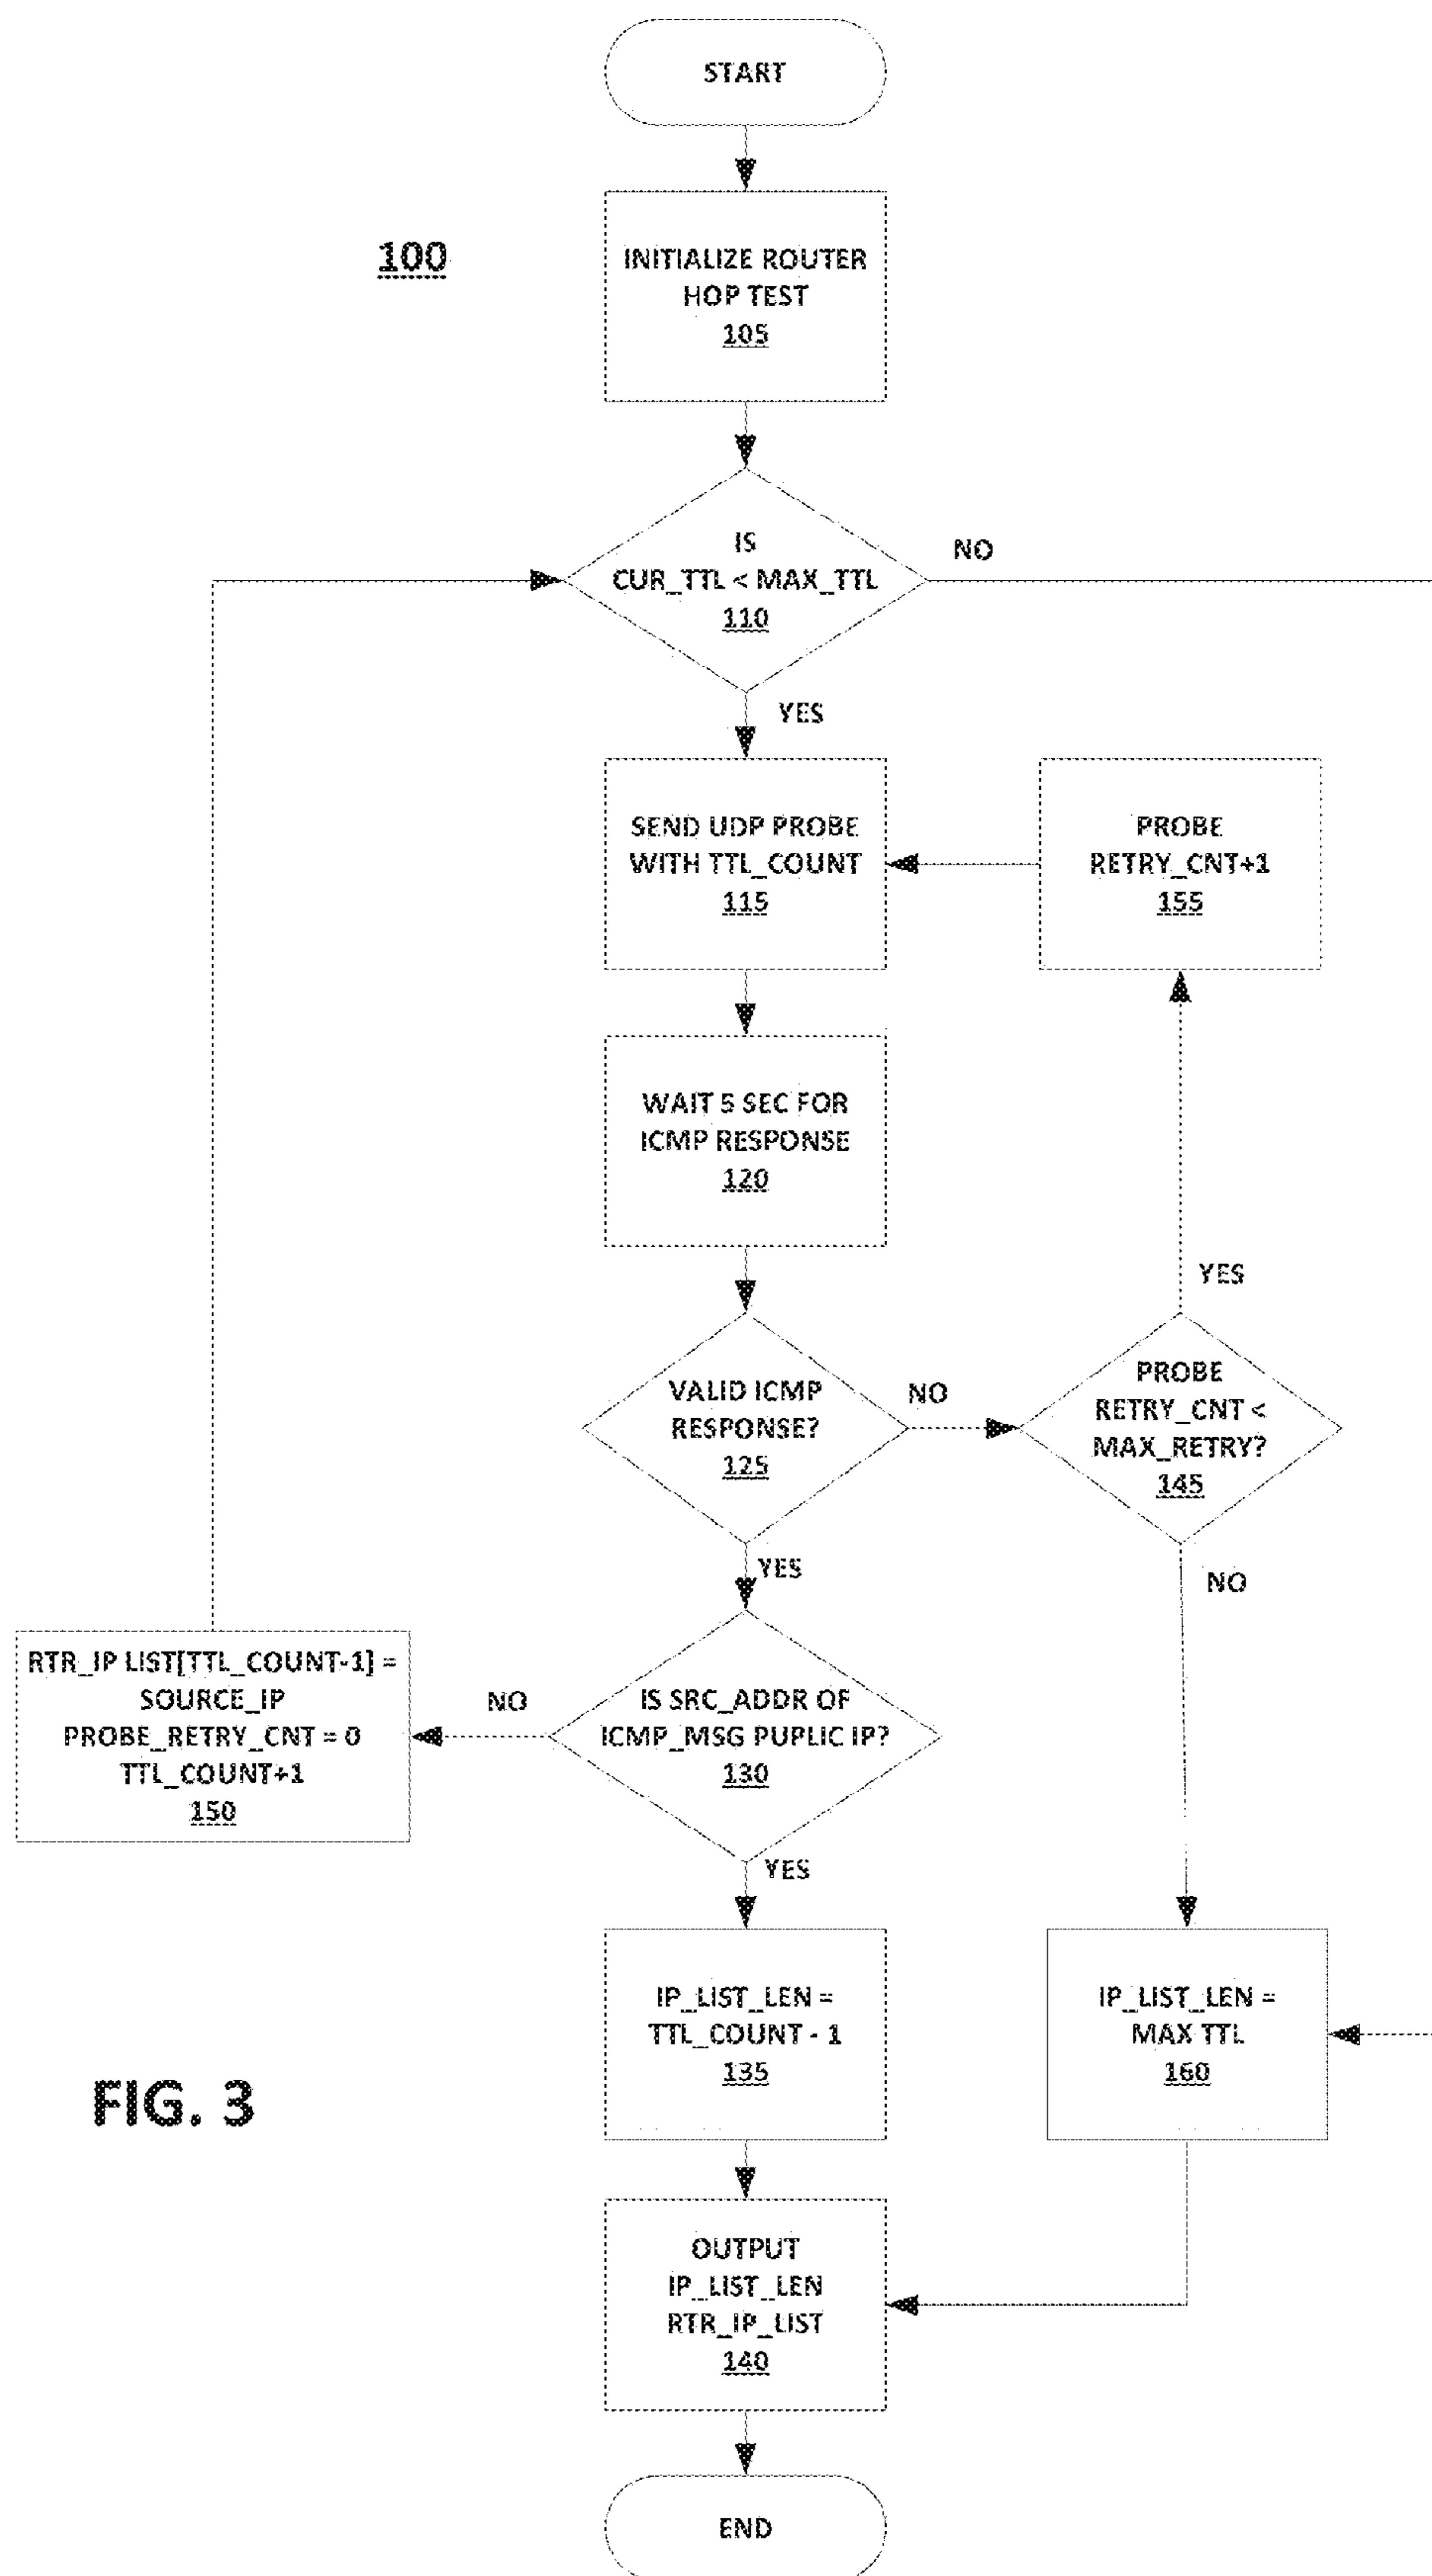 START
100
INITIALIZE ROUTER
HOP TEST
105
IS
CUR_TTL < MAX_TTL
110
NO
YES
SEND UDP PROBE
WITH TTL_COUNT
115
PROBE
RETRY_CNT+1
155
WAIT 5 SEC FOR
ICMP RESPONSE
120
YES
VALID ICMP
RESPONSE?
125
NO
PROBE
RETRY_CNT <
MAX_RETRY?
145
YES
NO
RTR_IP LIST[TTL_COUNT-1] =
SOURCE_IP
PROBE_RETRY_CNT = 0
TTL_COUNT+1
150
NO
IS SRC_ADDR OF
ICMP_MSG PUPLIC IP?
130
YES
IP_LIST_LEN =
TTL_COUNT - 1
135
IP_LIST_LEN =
MAX TTL
160
FIG. 3
OUTPUT
IP_LIST_LEN
RTR_IP_LIST
140
END